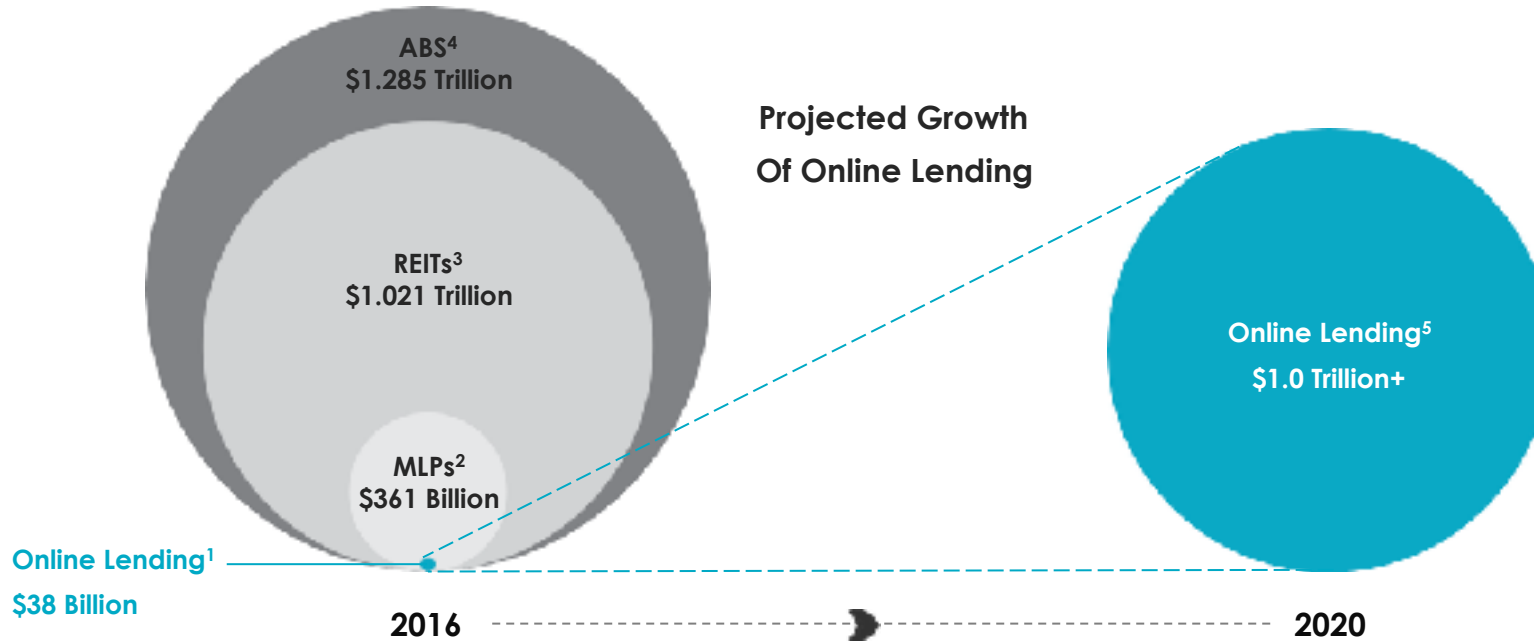 ABS⁴
$1.285 Trillion
Projected Growth
Of Online Lending
REITs³
$1.021 Trillion
Online Lending⁵
$1.0 Trillion+
MLPs²
$361 Billion
Online Lending¹
$38 Billion
2016
2020